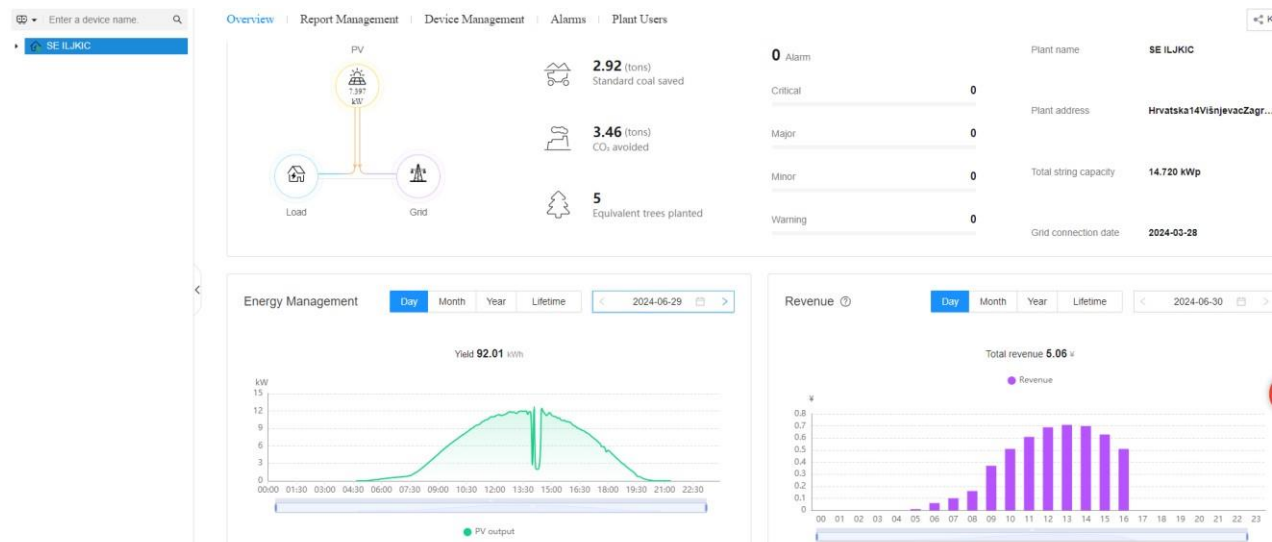 Enter a device name.
SE ILJKIC
Overview Report Management Device Management Alarms Plant Users
PV
7.397
kW
Load
Grid
2.92 (tons)
Standard coal saved
3.46 (tons)
CO₂ avoided
5
Equivalent trees planted
0 Alarm
Critical 0
Major 0
Minor 0
Warning 0
Plant name SE ILJKIC
Plant address Hrvatska14VišnjevacZagr...
Total string capacity 14.720 kWp
Grid connection date 2024-03-28
Energy Management Day Month Year Lifetime < 2024-06-29 >
Yield 92.01 kWh
kW
15
12
9
6
3
0
00:00 01:30 03:00 04:30 06:00 07:30 09:00 10:30 12:00 13:30 15:00 16:30 18:00 19:30 21:00 22:30
PV output
Revenue Day Month Year Lifetime < 2024-06-30 >
Total revenue 5.06 ¥
Revenue
¥
0.8
0.7
0.6
0.5
0.4
0.3
0.2
0.1
0
00 01 02 03 04 05 06 07 08 09 10 11 12 13 14 15 16 17 18 19 20 21 22 23